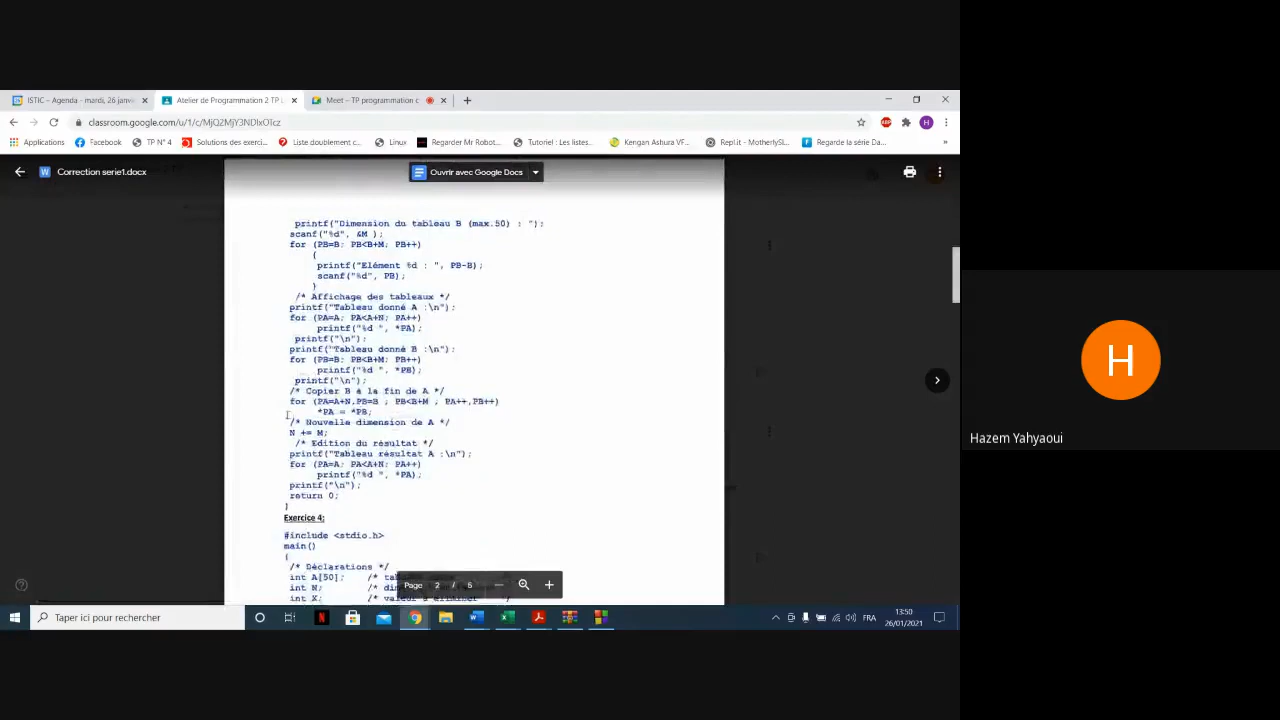 ISTIC – Agenda - mardi, 26 janvi
Atelier de Programmation 2 TP
Meet – TP programmation c
classroom.google.com/u/1/c/MjQ2MjY3NDIxOTcz
Applications
Facebook
TP N° 4
Solutions des exerci...
Liste doublement c...
Linux
Regarder Mr Robot...
Tutoriel : Les listes...
Kengan Ashura VF...
Repl.it - MotherlySl...
Regarde la série Da...
»
W Correction serie1.docx
Ouvrir avec Google Docs
printf("Dimension du tableau B (max.50) : ");
scanf("%d", &M );
for (PB=B; PB<B+M; PB++)
{
printf("Elément %d : ", PB-B);
scanf("%d", PB);
}
/* Affichage des tableaux */
printf("Tableau donné A :\n");
for (PA=A; PA<A+N; PA++)
printf("%d ", *PA);
printf("\n");
printf("Tableau donné B :\n");
for (PB=B; PB<B+M; PB++)
printf("%d ", *PB);
printf("\n");
/* Copier B à la fin de A */
for (PA=A+N,PB=B ; PB<B+M ; PA++,PB++)
*PA = *PB;
/* Nouvelle dimension de A */
N += M;
/* Edition du résultat */
printf("Tableau résultat A :\n");
for (PA=A; PA<A+N; PA++)
printf("%d ", *PA);
printf("\n");
return 0;
}
Exercice 4:
#include <stdio.h>
main()
{
/* Déclarations */
int A[50]; /*
int N; /*
int X; /* valeur à éliminer */
Page 2 / 5
H
Hazem Yahyaoui
Taper ici pour rechercher
FRA
13:50
26/01/2021